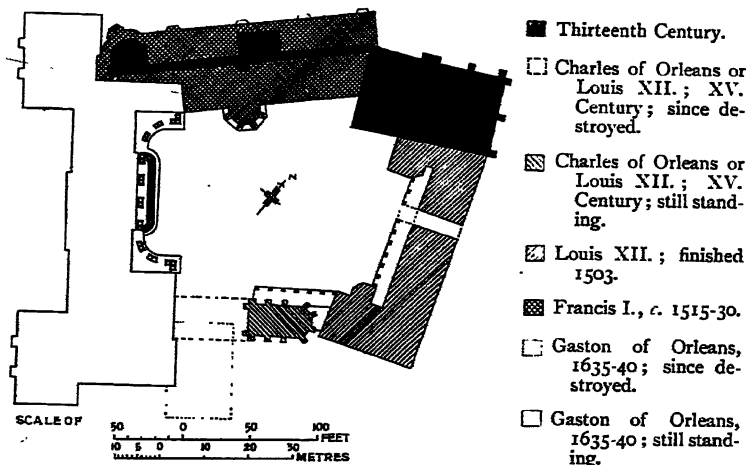 Thirteenth Century.
Charles of Orleans or
Louis XII.; XV.
Century; since de-
stroyed.
Charles of Orleans or
Louis XII.; XV.
Century; still stand-
ing.
Louis XII.; finished
1503.
Francis I., c. 1515-30.
Gaston of Orleans,
1635-40; since de-
stroyed.
Gaston of Orleans,
1635-40; still stand-
ing.
N
SCALE OF
50 0 50 100
FEET
10 5 0 10 20 30
METRES